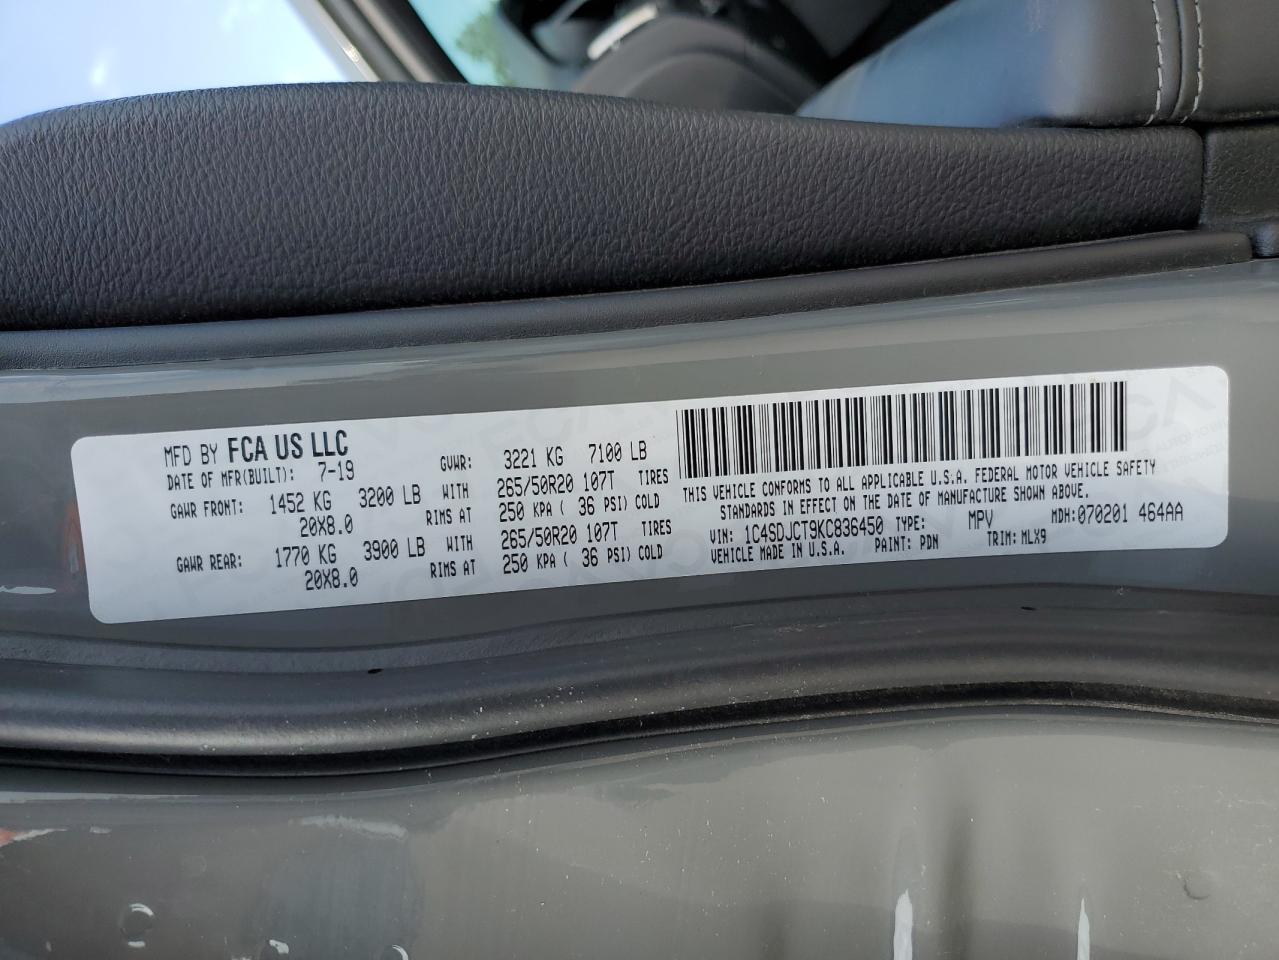 MFD BY FCA US LLC
DATE OF MFR(BUILT): 7-19 GVWR: 3221 KG 7100 LB
GAWR FRONT: 1452 KG 3200 LB WITH 265/50R20 107T TIRES
20X8.0 RIMS AT 250 KPA ( 36 PSI) COLD
GAWR REAR: 1770 KG 3900 LB WITH 265/50R20 107T TIRES
20X8.0 RIMS AT 250 KPA ( 36 PSI) COLD
THIS VEHICLE CONFORMS TO ALL APPLICABLE U.S.A. FEDERAL MOTOR VEHICLE SAFETY
STANDARDS IN EFFECT ON THE DATE OF MANUFACTURE SHOWN ABOVE.
VIN: 1C4SDJCT9KC836450 TYPE: MPV MDH:070201 464AA
VEHICLE MADE IN U.S.A. PAINT: PDN TRIM: MLX9